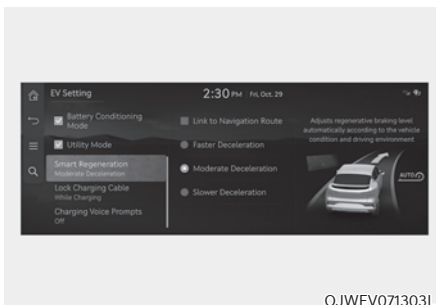 EV Setting
2:30 PM Fri, Oct. 29
Battery Conditioning
Mode
Utility Mode
Smart Regeneration
Moderate Deceleration
Lock Charging Cable
While Charging
Charging Voice Prompts
Off
Link to Navigation Route
Faster Deceleration
Moderate Deceleration
Slower Deceleration
Adjusts regenerative braking level
automatically according to the vehicle
condition and driving environment
AUTO
OJWEV071303L